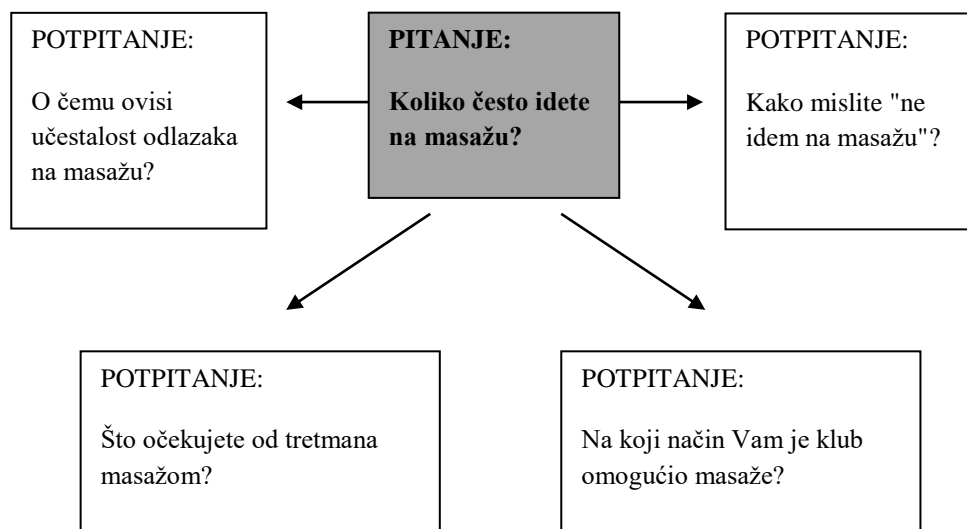 POTPITANJE:
O čemu ovisi
učestalost odlazaka
na masažu?
PITANJE:
Koliko često idete
na masažu?
POTPITANJE:
Kako mislite "ne
idem na masažu"?
POTPITANJE:
Što očekujete od tretmana
masažom?
POTPITANJE:
Na koji način Vam je klub
omogućio masaže?